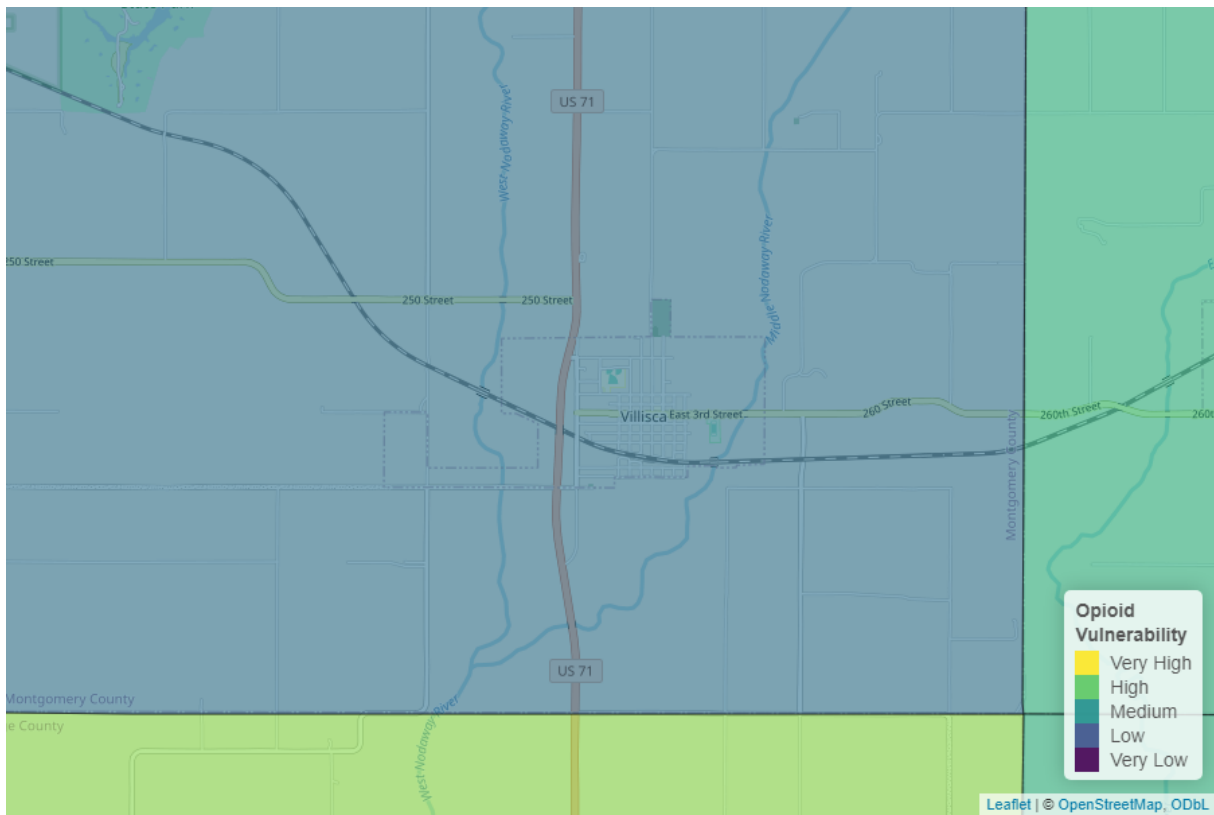 US 71
West Nodaway River
Middle Nodaway River
250 Street
250 Street
250 Street
Villisca
East 3rd Street
260 Street
260th Street
Montgomery County
US 71
West Nodaway River
Montgomery County
Opioid
Vulnerability
Very High
High
Medium
Low
Very Low
Leaflet | © OpenStreetMap, ODbL